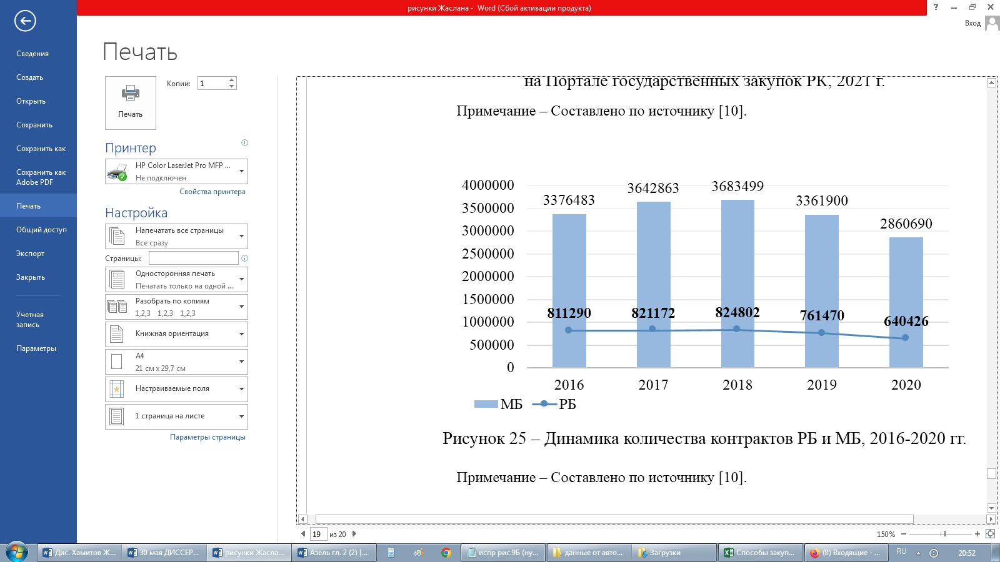 рисунки Жаслана - Word (Сбой активации продукта)
?
Вход
Сведения
Создать
Открыть
Сохранить
Сохранить как
Сохранить как
Adobe PDF
Печать
Общий доступ
Экспорт
Закрыть
Учетная
запись
Параметры
Печать
Печать
Копии: 1
Принтер
HP Color LaserJet Pro MFP ...
Не подключен
Свойства принтера
Настройка
Напечатать все страницы
Все сразу
Страницы:
Односторонняя печать
Печатать только на одной ...
Разобрать по копиям
1,2,3 1,2,3 1,2,3
Книжная ориентация
A4
21 см x 29,7 см
Настраиваемые поля
1 страница на листе
Параметры страницы
на Портале государственных закупок РК, 2021 г.
Примечание – Составлено по источнику [10].
4000000
3500000
3000000
2500000
2000000
1500000
1000000
500000
0
3376483
3642863
3683499
3361900
2860690
811290
821172
824802
761470
640426
2016 2017 2018 2019 2020
МБ РБ
Рисунок 25 – Динамика количества контрактов РБ и МБ, 2016-2020 гг.
Примечание – Составлено по источнику [10].
19 из 20
150%
Дис. Хамитов Ж...
30 мая ДИССЕР...
рисунки Жасла...
Азель гл. 2 (2) [...
испр рис.9Б (ну...
данные от авто...
Загрузки
Способы закуп...
(8) Входящие - ...
RU
20:52